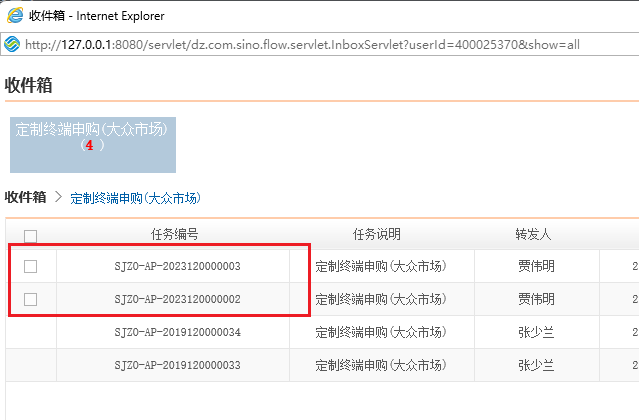 收件箱 - Internet Explorer
http://127.0.0.1:8080/servlet/dz.com.sino.flow.servlet.InboxServlet?userId=400025370&show=all
收件箱
定制终端申购(大众市场)
(4 )
收件箱 > 定制终端申购(大众市场)
任务编号 任务说明 转发人
SJZ0-AP-2023120000003 定制终端申购(大众市场) 贾伟明 2
SJZ0-AP-2023120000002 定制终端申购(大众市场) 贾伟明 2
SJZ0-AP-2019120000034 定制终端申购(大众市场) 张少兰 2
SJZ0-AP-2019120000033 定制终端申购(大众市场) 张少兰 2